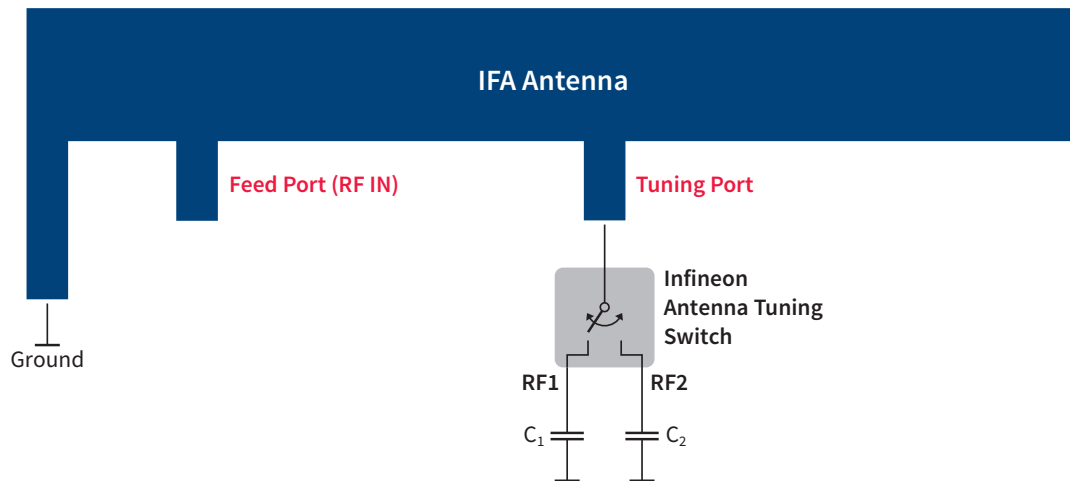 IFA Antenna
Feed Port (RF IN)
Tuning Port
Infineon
Antenna Tuning
Switch
Ground
RF1
RF2
C₁
C₂